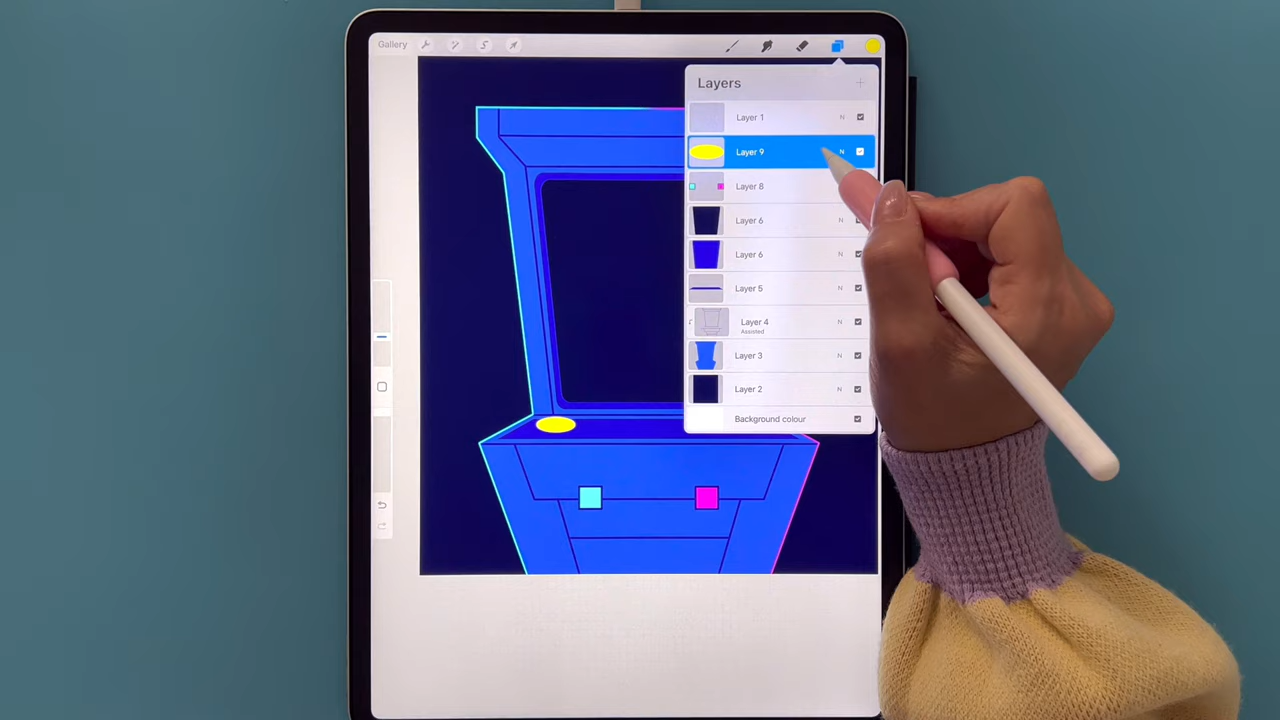 Gallery
Layers
Layer 1 N
Layer 9 N
Layer 8
Layer 6 N
Layer 6 N
Layer 5 N
Layer 4 N
Assisted
Layer 3 N
Layer 2 N
Background colour